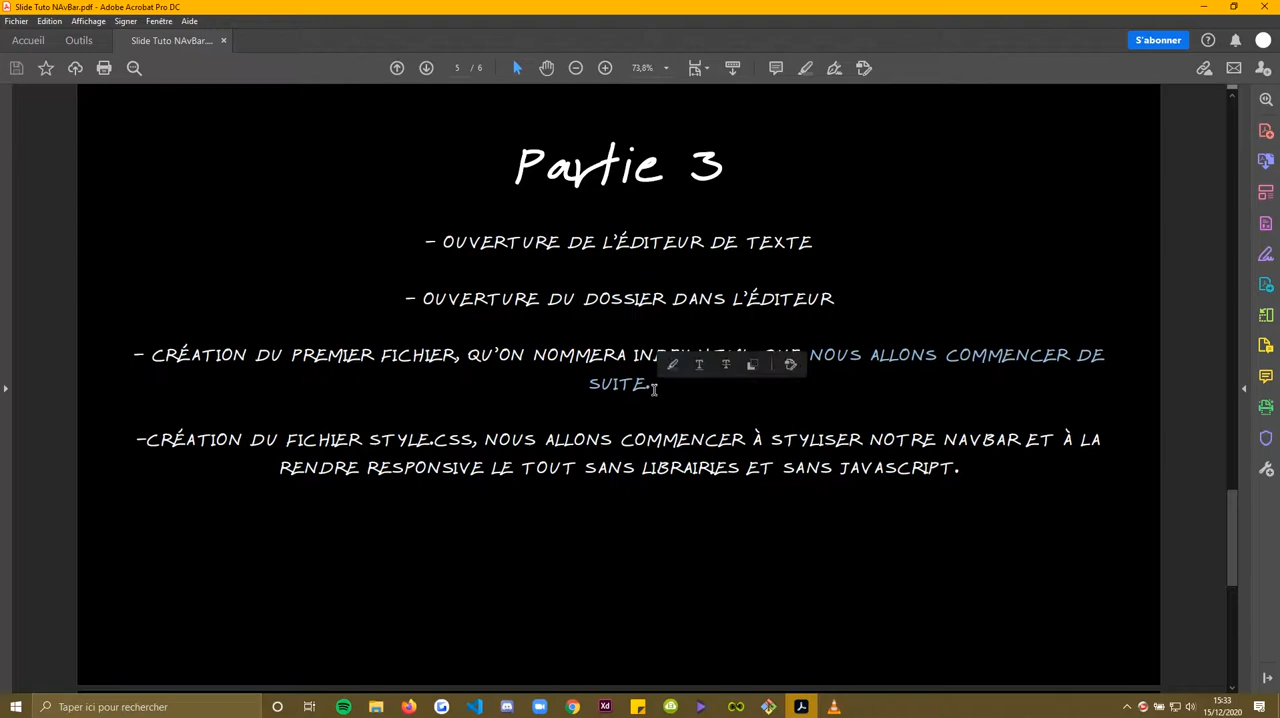 Slide Tuto NAvBar.pdf - Adobe Acrobat Pro DC
Fichier Edition Affichage Signer Fenêtre Aide
Accueil Outils Slide Tuto NAvBar.... × S'abonner
5 / 6 73,8%
Partie 3
- OUVERTURE DE L'ÉDITEUR DE TEXTE
- OUVERTURE DU DOSSIER DANS L'ÉDITEUR
- CRÉATION DU PREMIER FICHIER, QU'ON NOMMERA NOUS ALLONS COMMENCER DE
SUITE.
-CRÉATION DU FICHIER STYLE.CSS, NOUS ALLONS COMMENCER À STYLISER NOTRE NAVBAR ET À LA
RENDRE RESPONSIVE LE TOUT SANS LIBRAIRIES ET SANS JAVASCRIPT.
Taper ici pour rechercher
15:33
15/12/2020